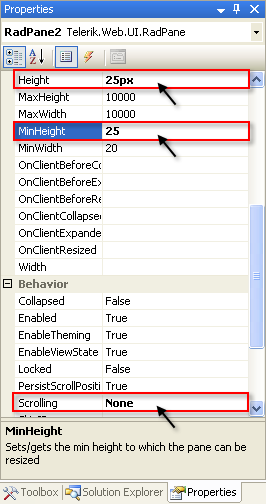 Properties
RadPane2 Telerik.Web.UI.RadPane
Height 25px
MaxHeight 10000
MaxWidth 10000
MinHeight 25
MinWidth 20
OnClientBeforeCo
OnClientBeforeEx
OnClientBeforeRe
OnClientCollapsed
OnClientExpande
OnClientResized
Width
Behavior
Collapsed False
Enabled True
EnableTheming True
EnableViewState True
Locked False
PersistScrollPositi True
Scrolling None
MinHeight
Sets/gets the min height to which the pane can be
resized
Toolbox Solution Explorer Properties